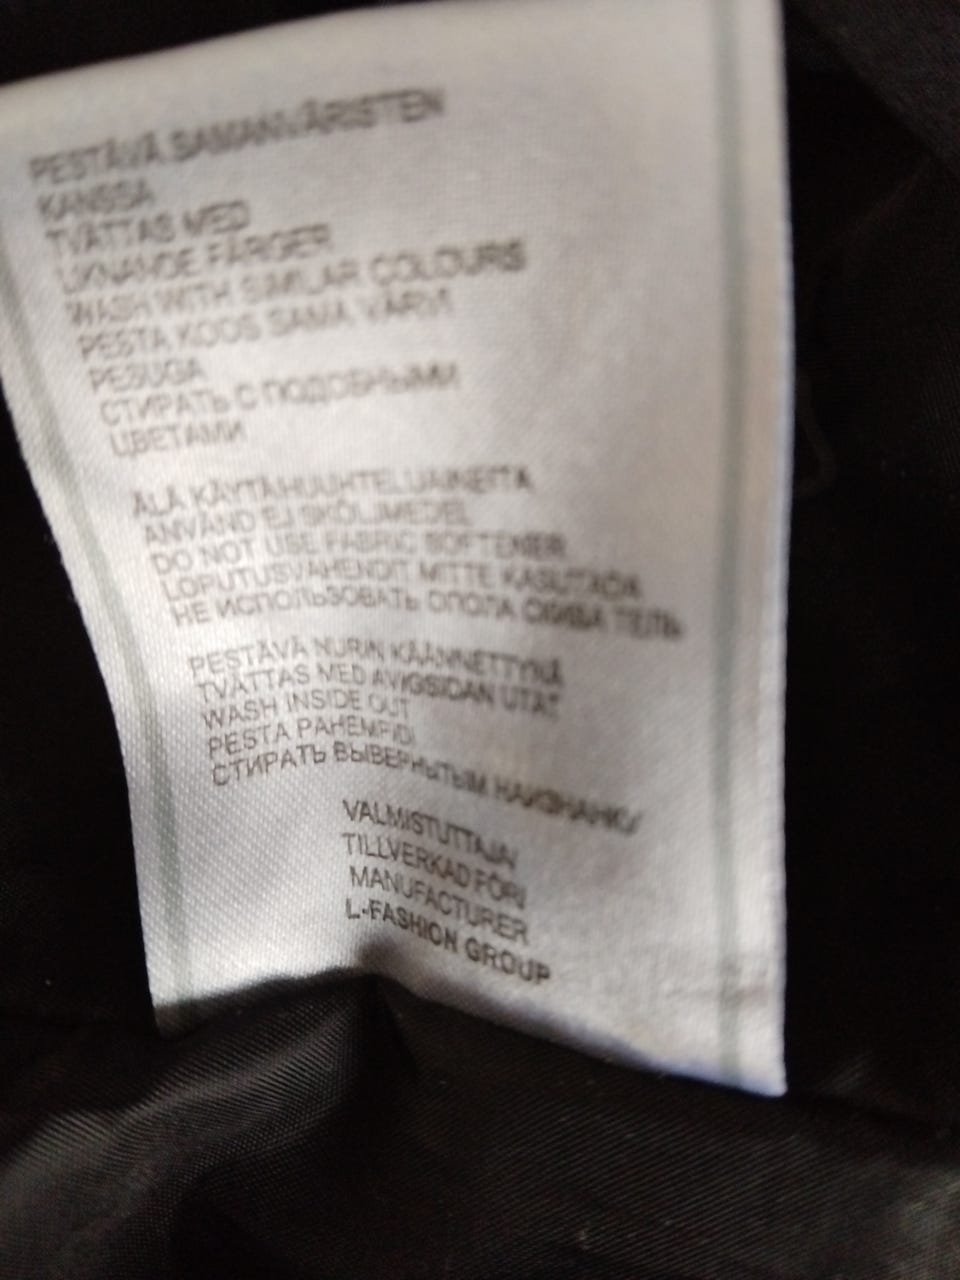 PESTÄVÄ SAMANVÄRISTEN
KANSSA
TVÄTTAS MED
LIKNANDE FÄRGER
WASH WITH SIMILAR COLOURS
PESTA KOOS SAMA VÄRVI
PESUGA
СТИРАТЬ С ПОДОБНЫМИ
ЦВЕТАМИ
ÄLÄ KÄYTÄ HUUHTELUAINEITA
ANVÄND EJ SKÖLJMEDEL
DO NOT USE FABRIC SOFTENER
LOPUTUSVAHENDIT MITTE KASUTADA
НЕ ИСПОЛЬЗОВАТЬ ОПОЛАСКИВАТЕЛЬ
PESTÄVÄ NURIN KÄÄNNETTYNÄ
TVÄTTAS MED AVIGSIDAN UTÅT
WASH INSIDE OUT
PESTA PAHEMPIDI
СТИРАТЬ ВЫВЕРНУТЫМ НАИЗНАНКУ
VALMISTUTTAJA/
TILLVERKAD FÖR/
MANUFACTURER
L-FASHION GROUP